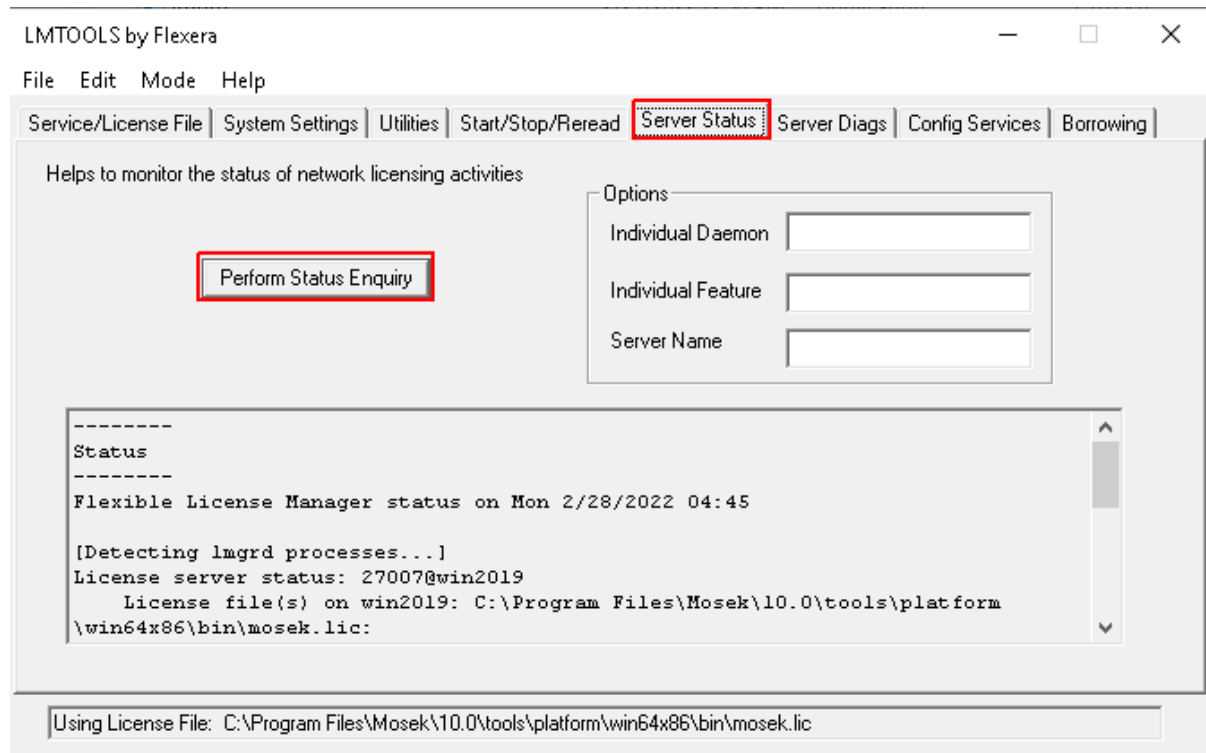 LMTOOLS by Flexera
File Edit Mode Help
Service/License File System Settings Utilities Start/Stop/Reread Server Status Server Diags Config Services Borrowing
Helps to monitor the status of network licensing activities
Options
Individual Daemon
Perform Status Enquiry
Individual Feature
Server Name
--------
Status
--------
Flexible License Manager status on Mon 2/28/2022 04:45
[Detecting lmgrd processes...]
License server status: 27007@win2019
License file(s) on win2019: C:\Program Files\Mosek\10.0\tools\platform
\win64x86\bin\mosek.lic:
Using License File: C:\Program Files\Mosek\10.0\tools\platform\win64x86\bin\mosek.lic